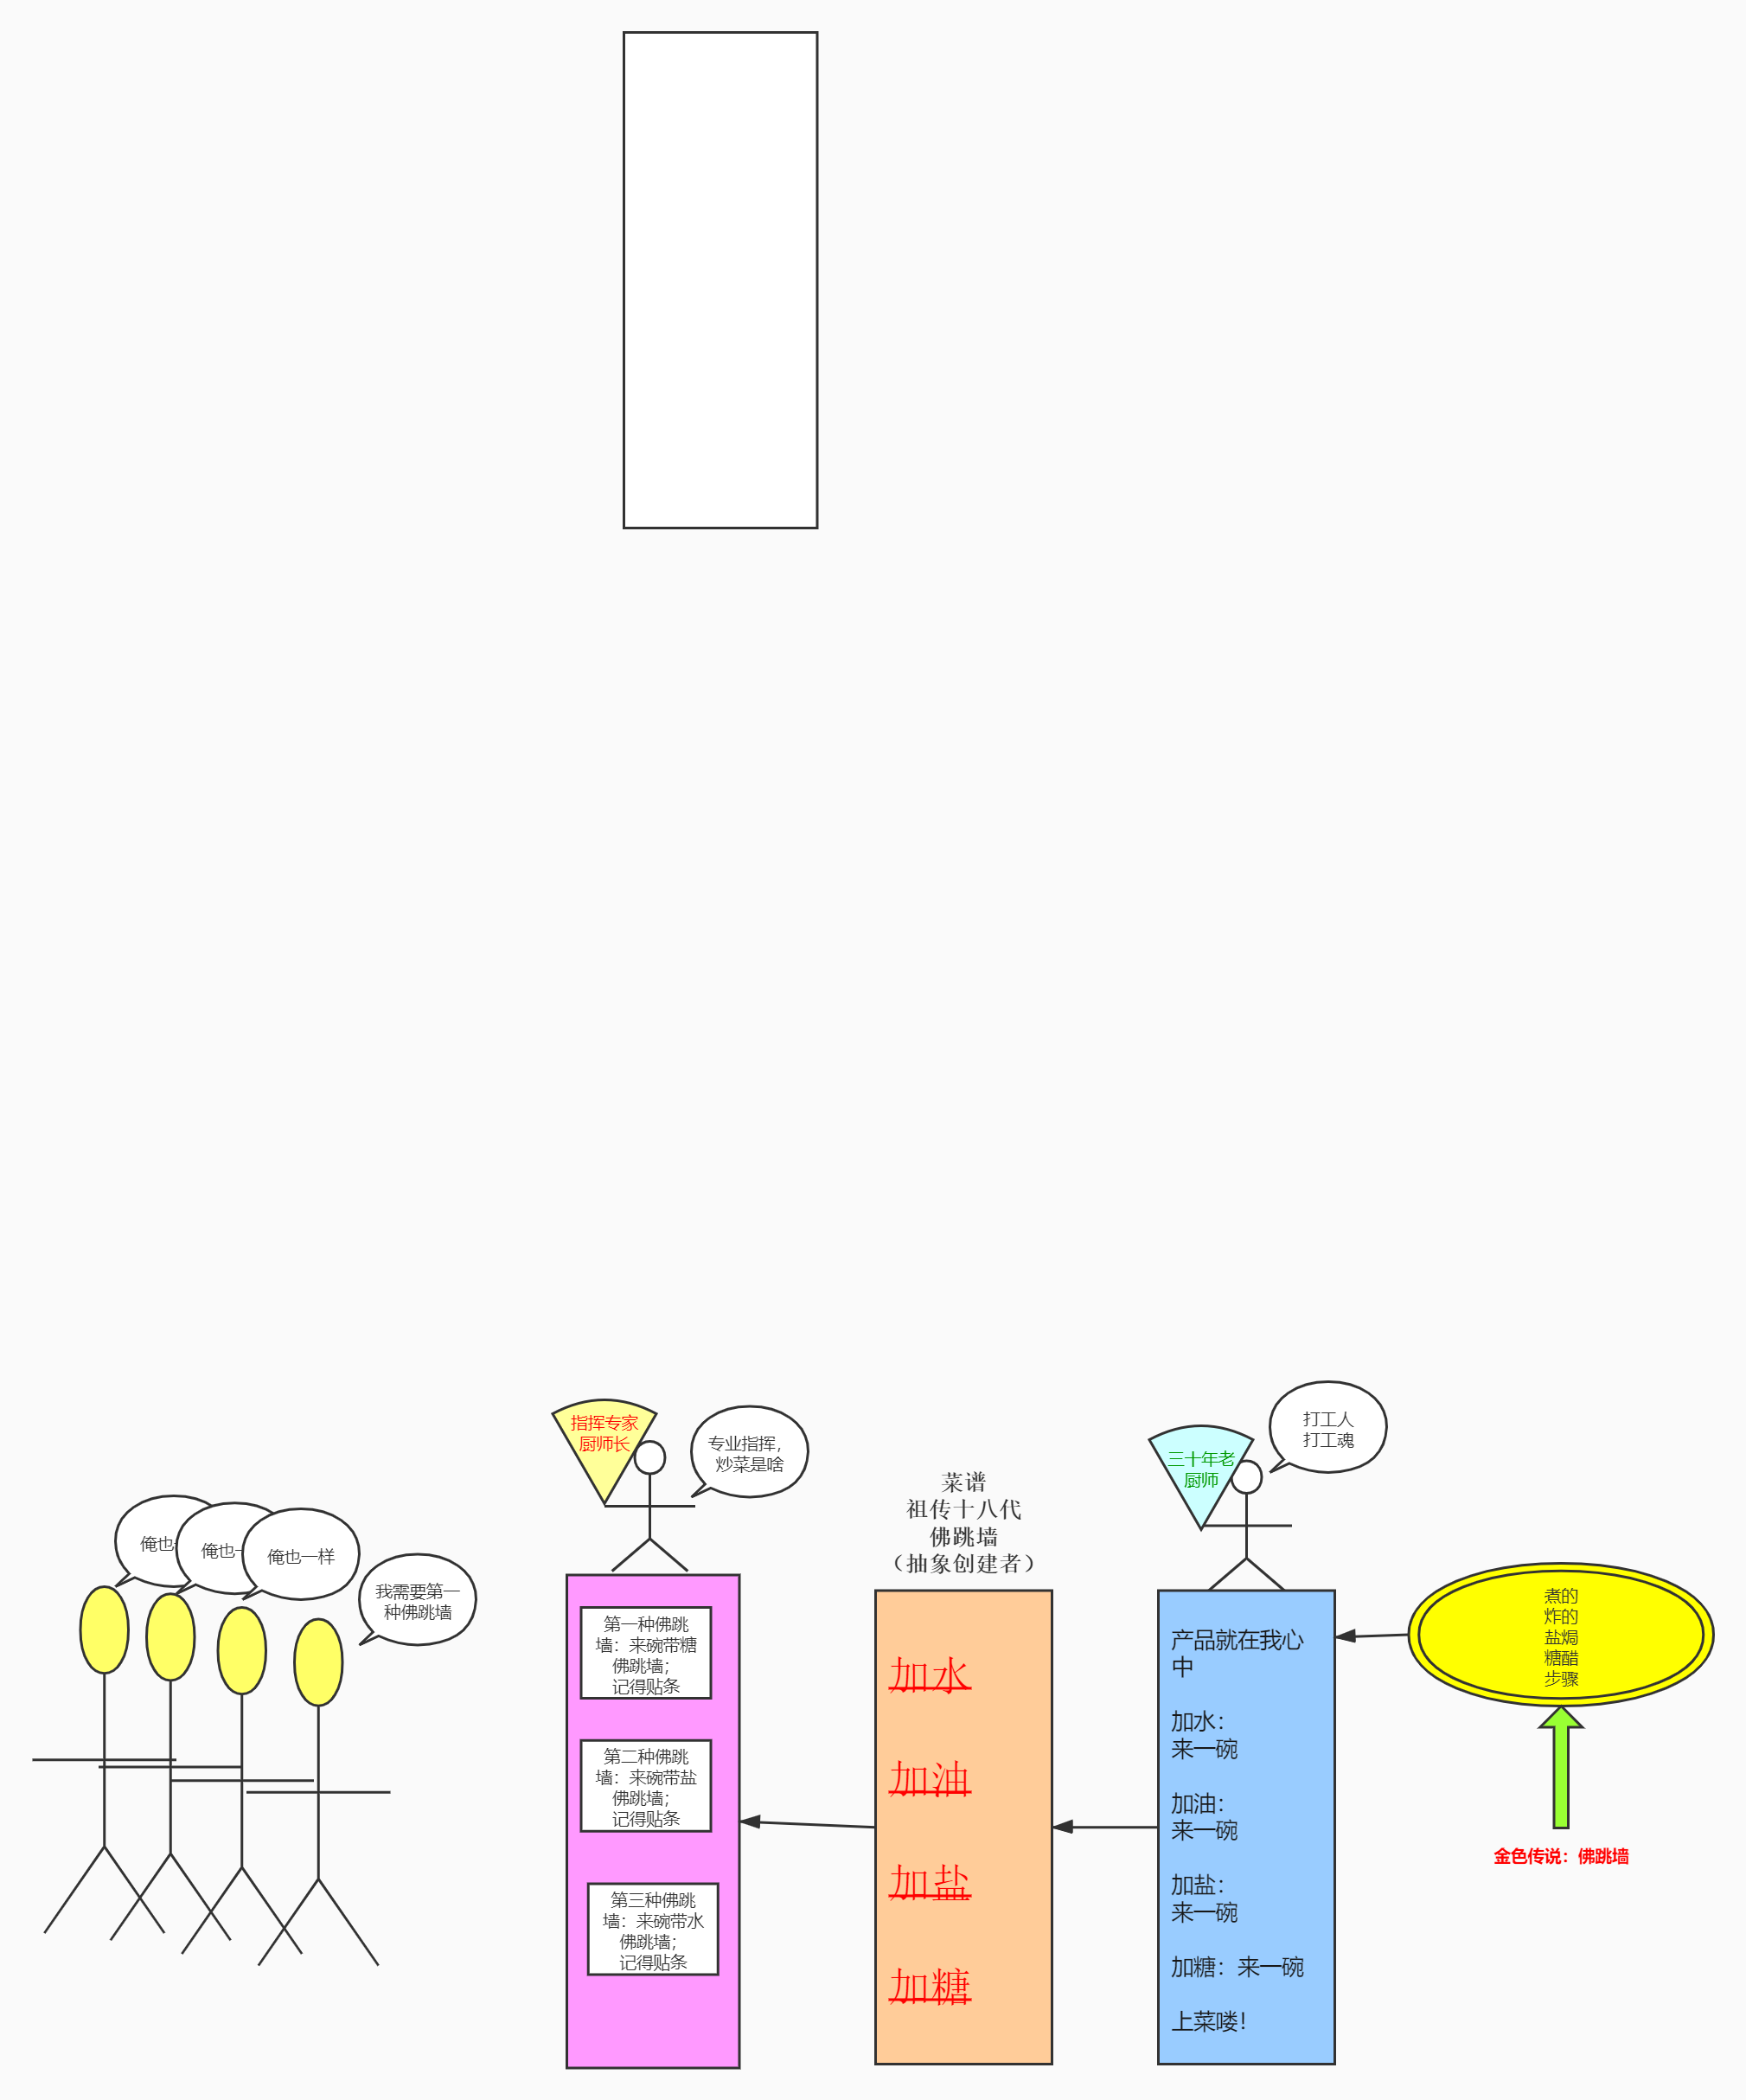 俺也
俺也一
俺也一样
我需要第一
种佛跳墙
指挥专家
厨师长
专业指挥，
炒菜是啥
第一种佛跳
墙：来碗带糖
佛跳墙；
记得贴条
第二种佛跳
墙：来碗带盐
佛跳墙；
记得贴条
第三种佛跳
墙：来碗带水
佛跳墙；
记得贴条
菜谱
祖传十八代
佛跳墙
（抽象创建者）
加水
加油
加盐
加糖
三十年老
厨师
打工人
打工魂
产品就在我心
中
加水：
来一碗
加油：
来一碗
加盐：
来一碗
加糖：来一碗
上菜喽！
煮的
炸的
盐焗
糖醋
步骤
金色传说：佛跳墙